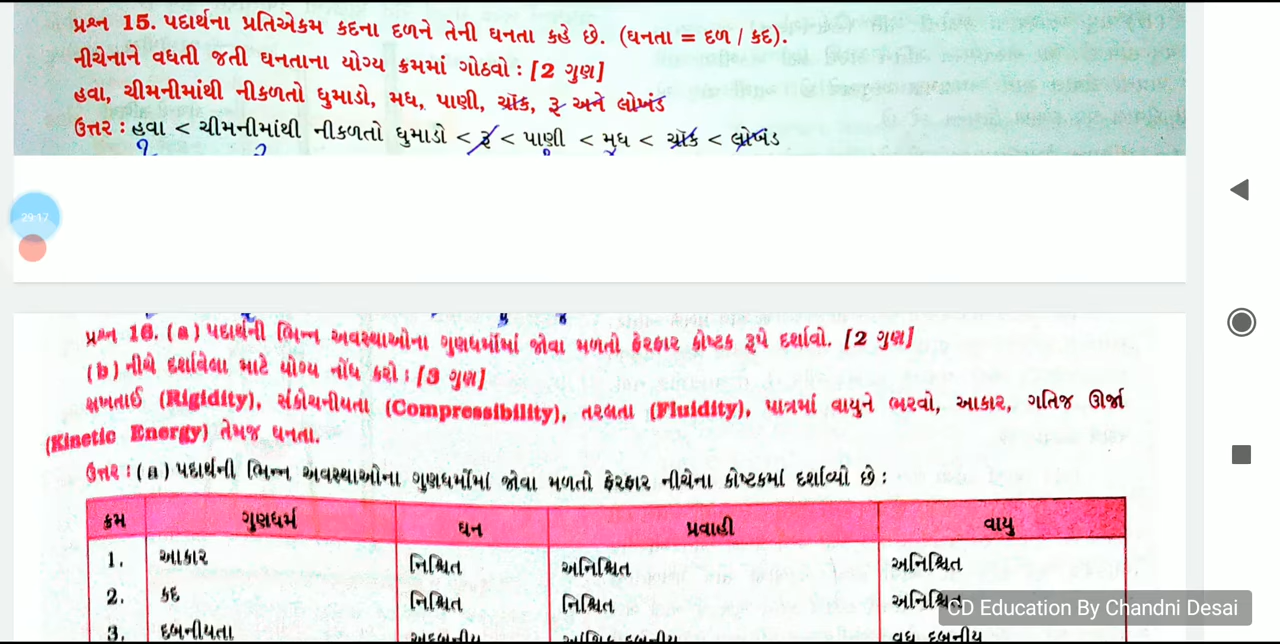 પ્રશ્ન 15. પદાર્થના પ્રતિએકમ કદના દળને તેની ઘનતા કહે છે. (ઘનતા = દળ / કદ).
નીચેનાને વધતી જતી ઘનતાના યોગ્ય ક્રમમાં ગોઠવો : [2 ગુણ]
હવા, ચીમનીમાંથી નીકળતો ધુમાડો, મધ, પાણી, ચૉક, રૂ અને લોખંડ
ઉત્તર : હવા < ચીમનીમાંથી નીકળતો ધુમાડો < રૂ < પાણી < મધ < ચૉક < લોખંડ
29:17
પ્રશ્ન 16. (a) પદાર્થની ભિન્ન અવસ્થાઓના ગુણધર્મોમાં જોવા મળતો ફેરફાર કોષ્ટક રૂપે દર્શાવો. [2 ગુણ]
(b) નીચે દર્શાવેલા માટે યોગ્ય નોંધ કરો : [3 ગુણ]
સખતાઈ (Rigidity), સંકોચનીયતા (Compressibility), તરલતા (Fluidity), પાત્રમાં વાયુને ભરવો, આકાર, ગતિજ ઊર્જા
(Kinetic Energy) તેમજ ઘનતા.
ઉત્તર : (a) પદાર્થની ભિન્ન અવસ્થાઓના ગુણધર્મોમાં જોવા મળતો ફેરફાર નીચેના કોષ્ટકમાં દર્શાવ્યો છે :
ક્રમ ગુણધર્મ ઘન પ્રવાહી વાયુ
1. આકાર નિશ્ચિત અનિશ્ચિત અનિશ્ચિત
2. કદ નિશ્ચિત નિશ્ચિત અનિશ્ચિત
CD Education By Chandni Desai
3. દબનીયતા અદબનીય આંશિક દબનીય વધુ દબનીય